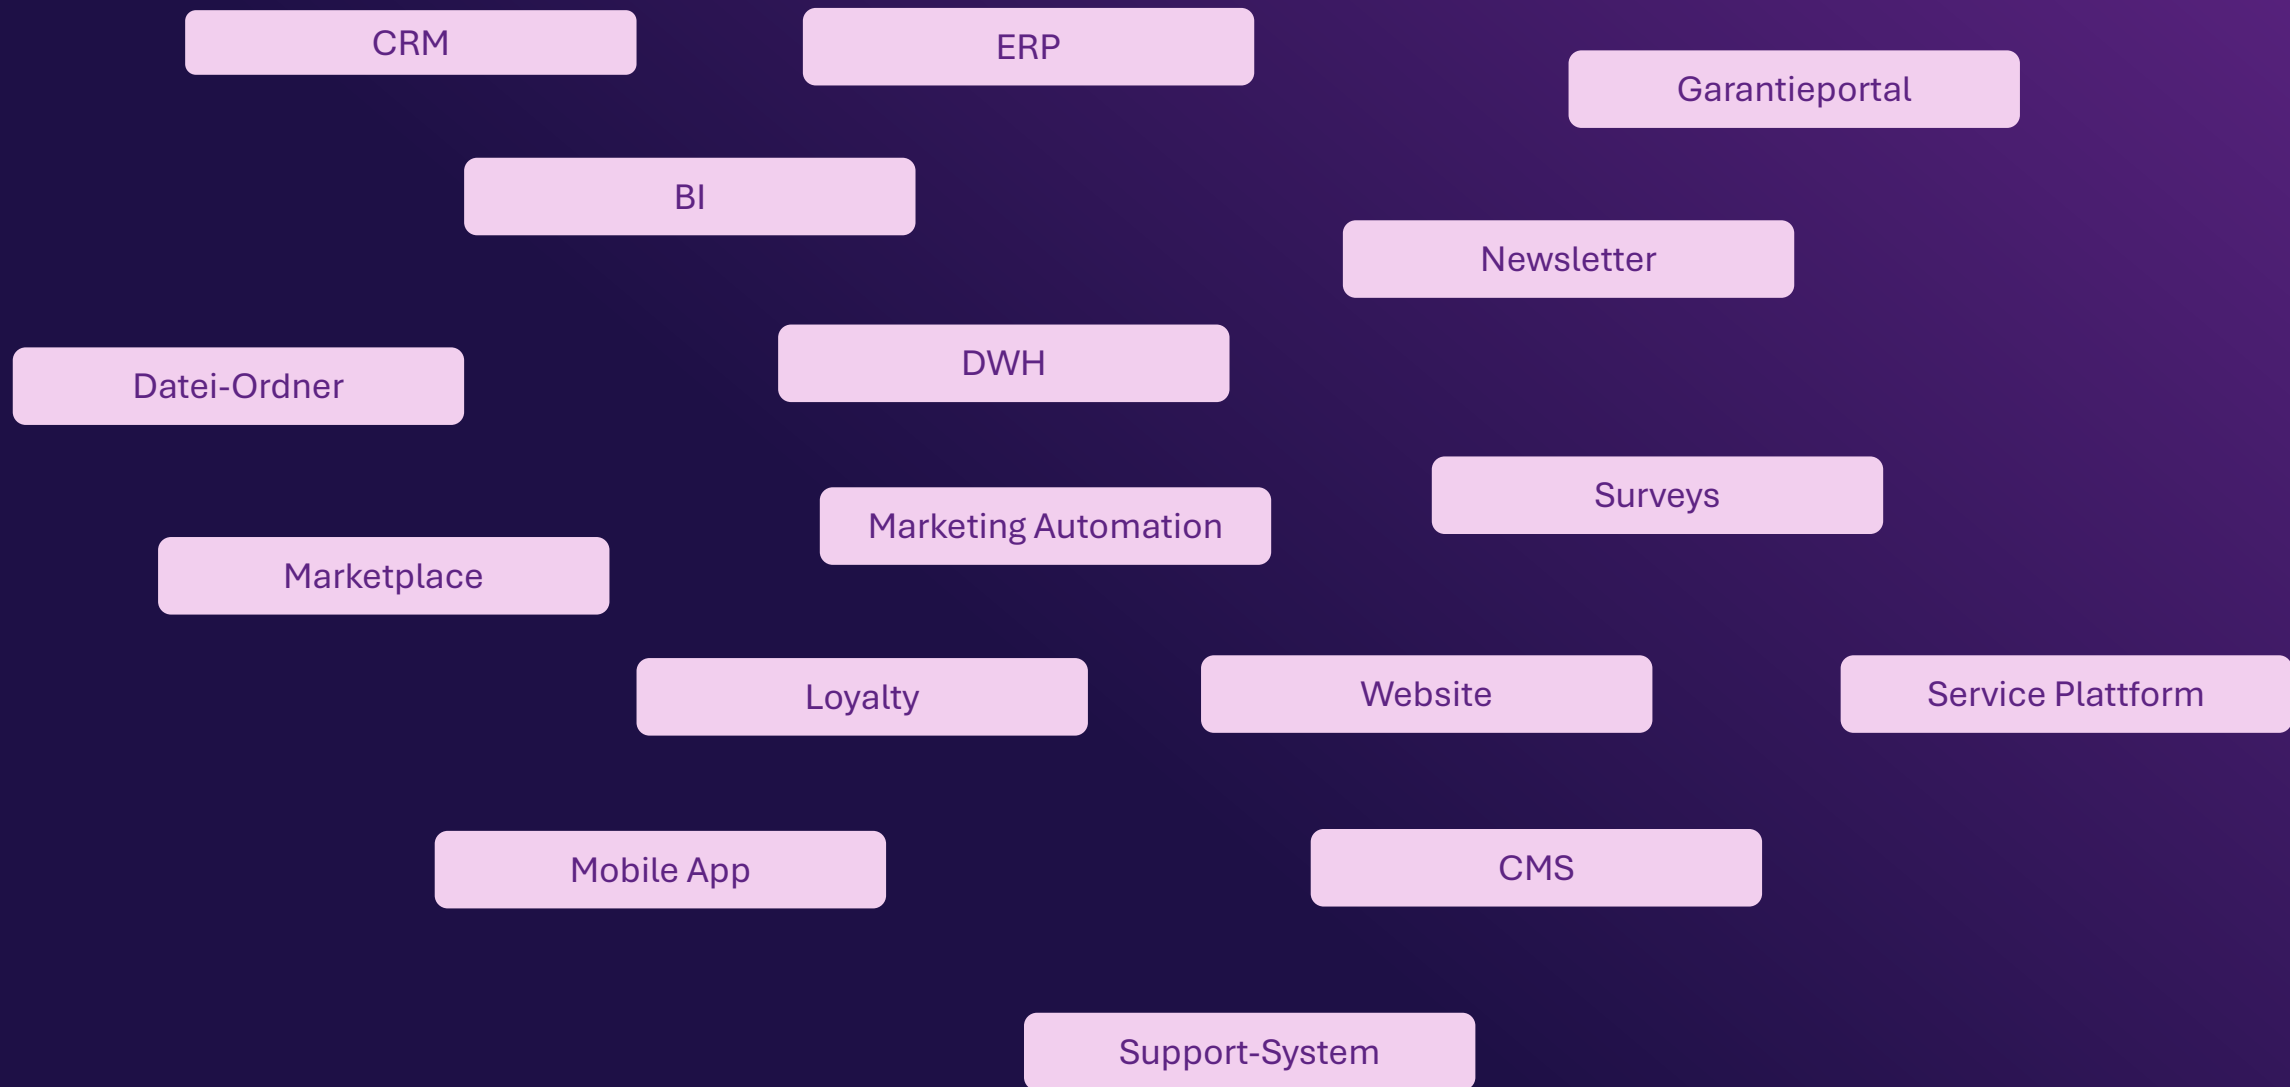 CRM
ERP
Garantieportal
BI
Newsletter
DWH
Datei-Ordner
Surveys
Marketing Automation
Marketplace
Loyalty
Website
Service Plattform
Mobile App
CMS
Support-System